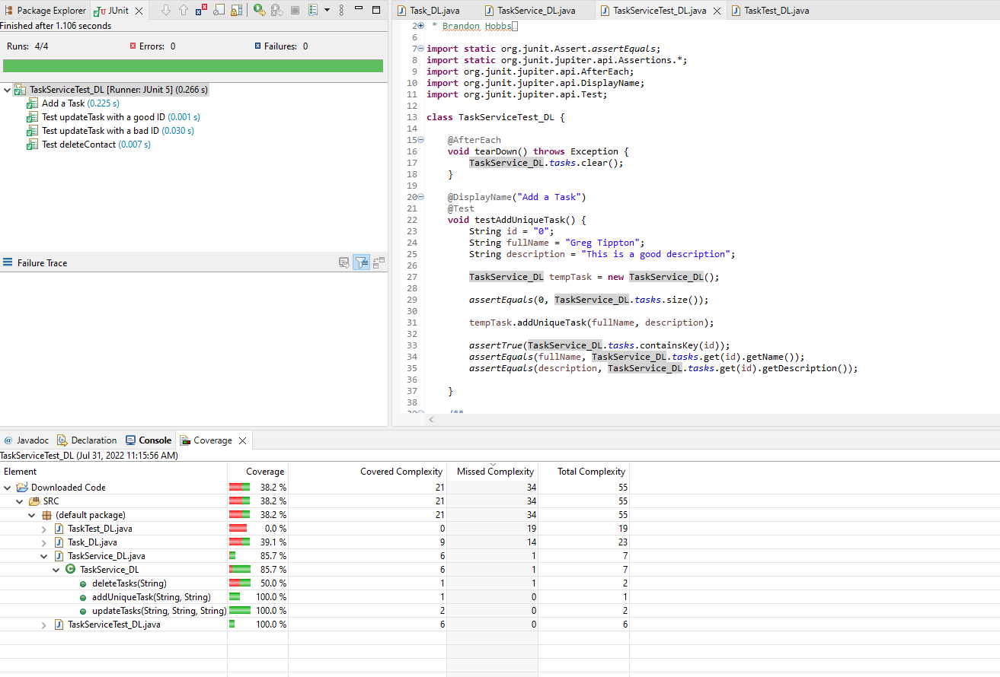 Package Explorer JUnit
Finished after 1.106 seconds
Runs: 4/4 Errors: 0 Failures: 0
TaskServiceTest_DL [Runner: JUnit 5] (0.266 s)
Add a Task (0.225 s)
Test updateTask with a good ID (0.001 s)
Test updateTask with a bad ID (0.030 s)
Test deleteContact (0.007 s)
Failure Trace
Task_DL.java TaskService_DL.java TaskServiceTest_DL.java TaskTest_DL.java
2 * Brandon Hobbs
6
7 import static org.junit.Assert.assertEquals;
8 import static org.junit.jupiter.api.Assertions.*;
9 import org.junit.jupiter.api.AfterEach;
10 import org.junit.jupiter.api.DisplayName;
11 import org.junit.jupiter.api.Test;
12
13 class TaskServiceTest_DL {
14
15 @AfterEach
16 void tearDown() throws Exception {
17 TaskService_DL.tasks.clear();
18 }
19
20 @DisplayName("Add a Task")
21 @Test
22 void testAddUniqueTask() {
23 String id = "0";
24 String fullName = "Greg Tippton";
25 String description = "This is a good description";
26
27 TaskService_DL tempTask = new TaskService_DL();
28
29 assertEquals(0, TaskService_DL.tasks.size());
30
31 tempTask.addUniqueTask(fullName, description);
32
33 assertTrue(TaskService_DL.tasks.containsKey(id));
34 assertEquals(fullName, TaskService_DL.tasks.get(id).getName());
35 assertEquals(description, TaskService_DL.tasks.get(id).getDescription());
36
37 }
38
39 /**
@ Javadoc Declaration Console Coverage
TaskServiceTest_DL (Jul 31, 2022 11:15:56 AM)
Element Coverage Covered Complexity Missed Complexity Total Complexity
Downloaded Code 38.2 % 21 34 55
SRC 38.2 % 21 34 55
(default package) 38.2 % 21 34 55
TaskTest_DL.java 0.0 % 0 19 19
Task_DL.java 39.1 % 9 14 23
TaskService_DL.java 85.7 % 6 1 7
TaskService_DL 85.7 % 6 1 7
deleteTasks(String) 50.0 % 1 1 2
addUniqueTask(String, String) 100.0 % 1 0 1
updateTasks(String, String, String) 100.0 % 2 0 2
TaskServiceTest_DL.java 100.0 % 6 0 6